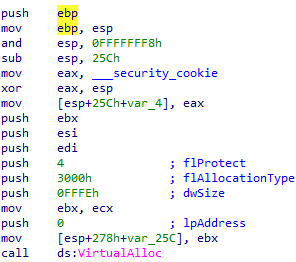 push ebp
mov ebp, esp
and esp, 0FFFFFFF8h
sub esp, 25Ch
mov eax, ___security_cookie
xor eax, esp
mov [esp+25Ch+var_4], eax
push ebx
push esi
push edi
push 4 ; flProtect
push 3000h ; flAllocationType
push 0FFFEh ; dwSize
mov ebx, ecx
push 0 ; lpAddress
mov [esp+278h+var_25C], ebx
call ds:VirtualAlloc